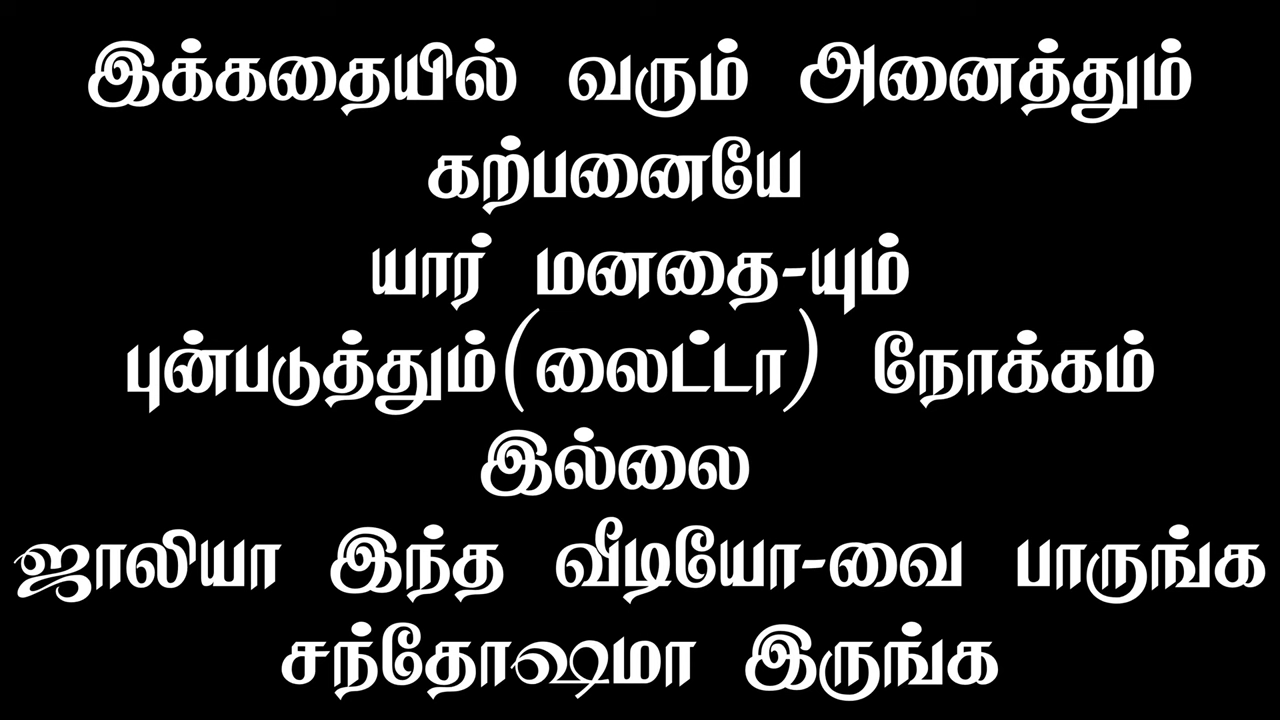 இக்கதையில் வரும் அனைத்தும்
கற்பனையே
யார் மனதை-யும்
புன்படுத்தும்(லைட்டா) நோக்கம்
இல்லை
ஜாலியா இந்த வீடியோ-வை பாருங்க
சந்தோஷமா இருங்க